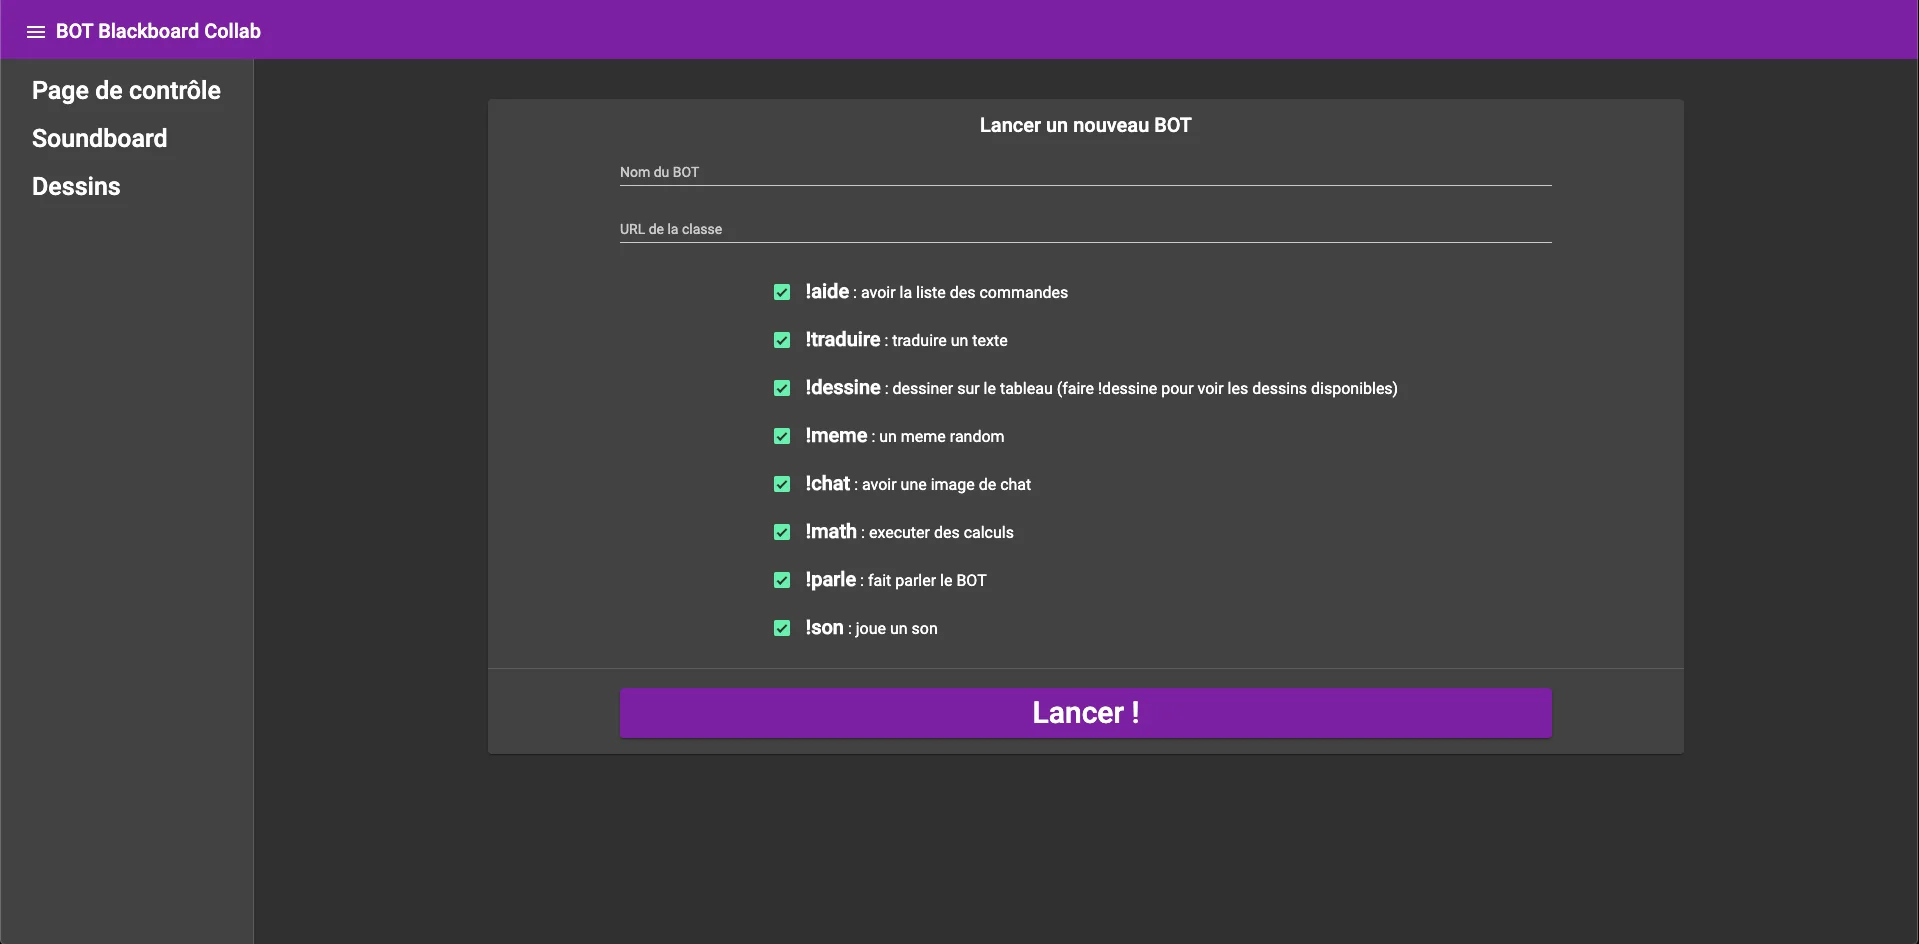 BOT Blackboard Collab
Page de contrôle
Soundboard
Dessins
Lancer un nouveau BOT
Nom du BOT
URL de la classe
!aide : avoir la liste des commandes
!traduire : traduire un texte
!dessine : dessiner sur le tableau (faire !dessine pour voir les dessins disponibles)
!meme : un meme random
!chat : avoir une image de chat
!math : executer des calculs
!parle : fait parler le BOT
!son : joue un son
Lancer !